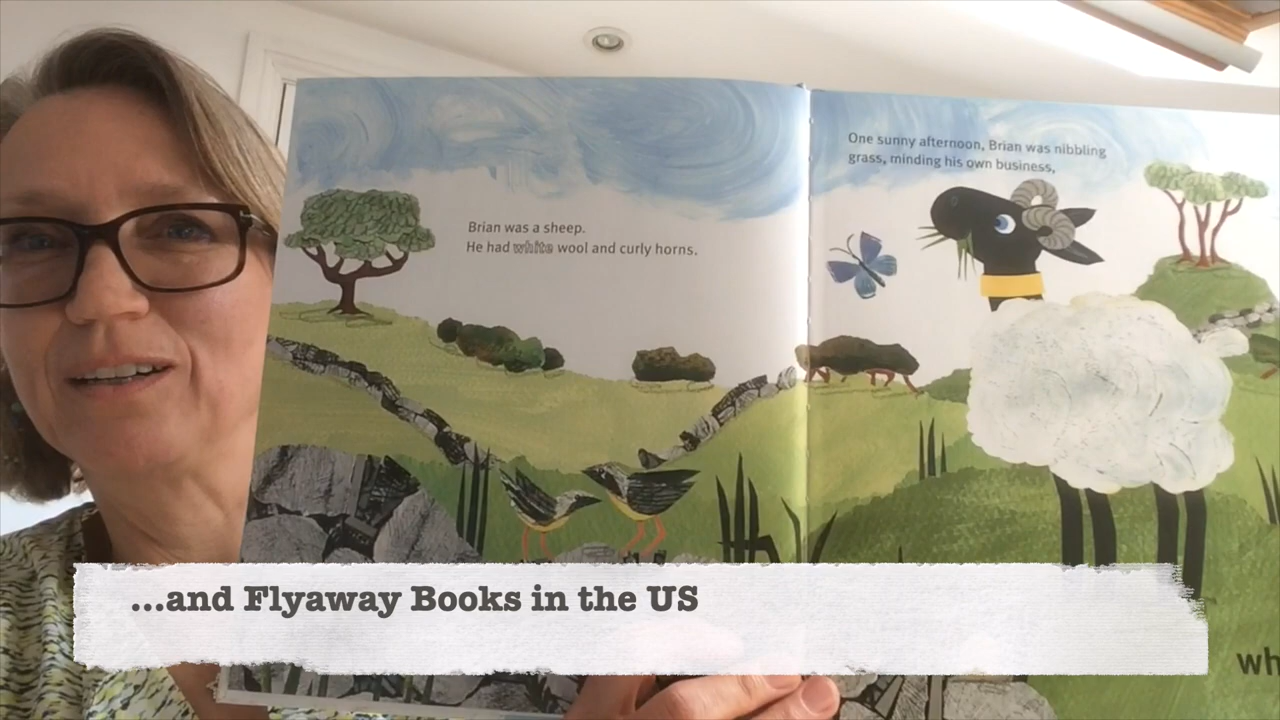 Brian was a sheep.
He had white wool and curly horns.
One sunny afternoon, Brian was nibbling
grass, minding his own business,
...and Flyaway Books in the US